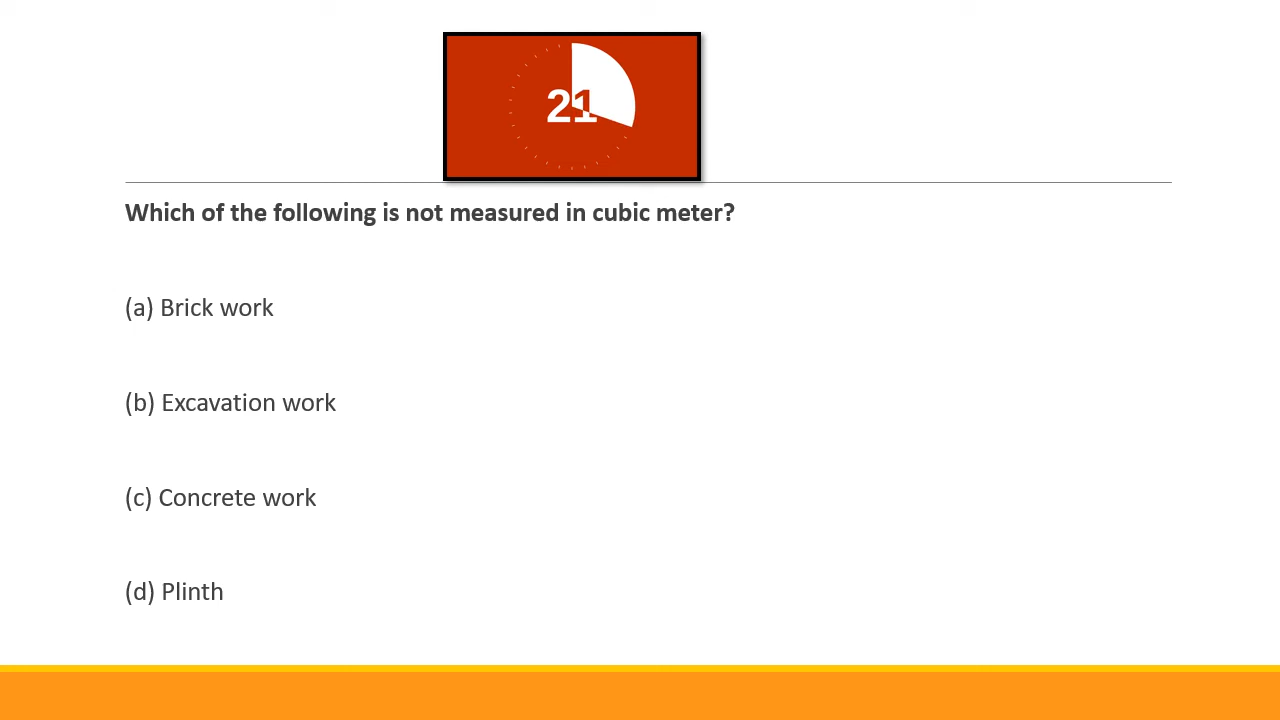 21
Which of the following is not measured in cubic meter?
(a) Brick work
(b) Excavation work
(c) Concrete work
(d) Plinth